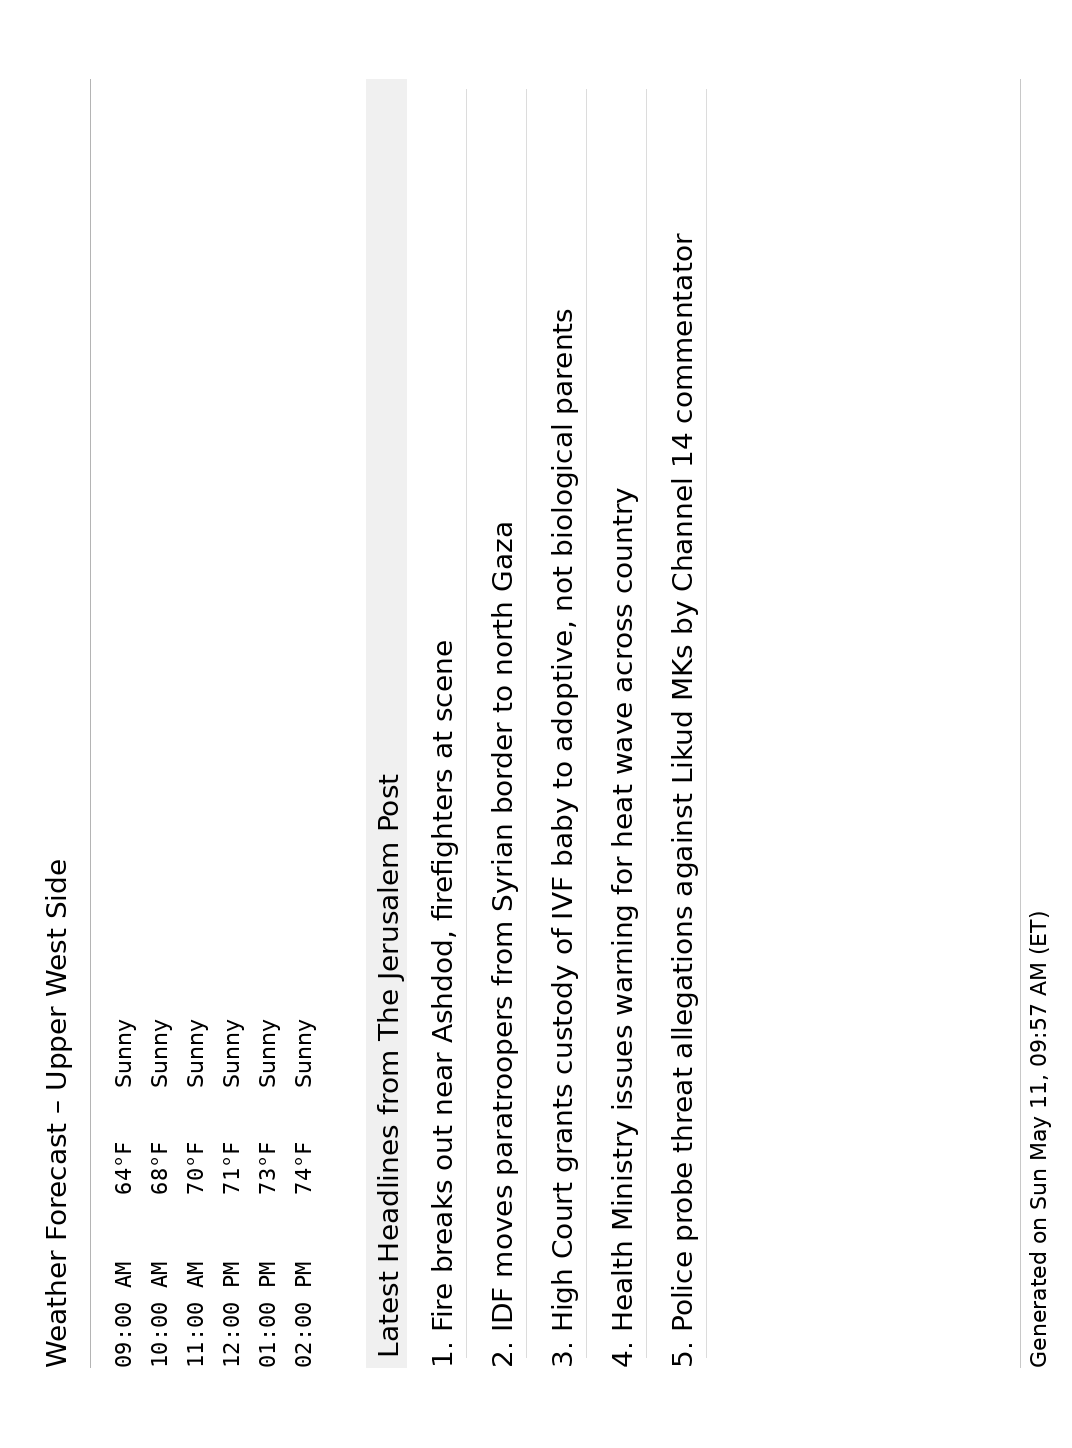 Weather Forecast – Upper West Side
09:00 AM 64°F Sunny
10:00 AM 68°F Sunny
11:00 AM 70°F Sunny
12:00 PM 71°F Sunny
01:00 PM 73°F Sunny
02:00 PM 74°F Sunny
Latest Headlines from The Jerusalem Post
1. Fire breaks out near Ashdod, firefighters at scene
2. IDF moves paratroopers from Syrian border to north Gaza
3. High Court grants custody of IVF baby to adoptive, not biological parents
4. Health Ministry issues warning for heat wave across country
5. Police probe threat allegations against Likud MKs by Channel 14 commentator
Generated on Sun May 11, 09:57 AM (ET)